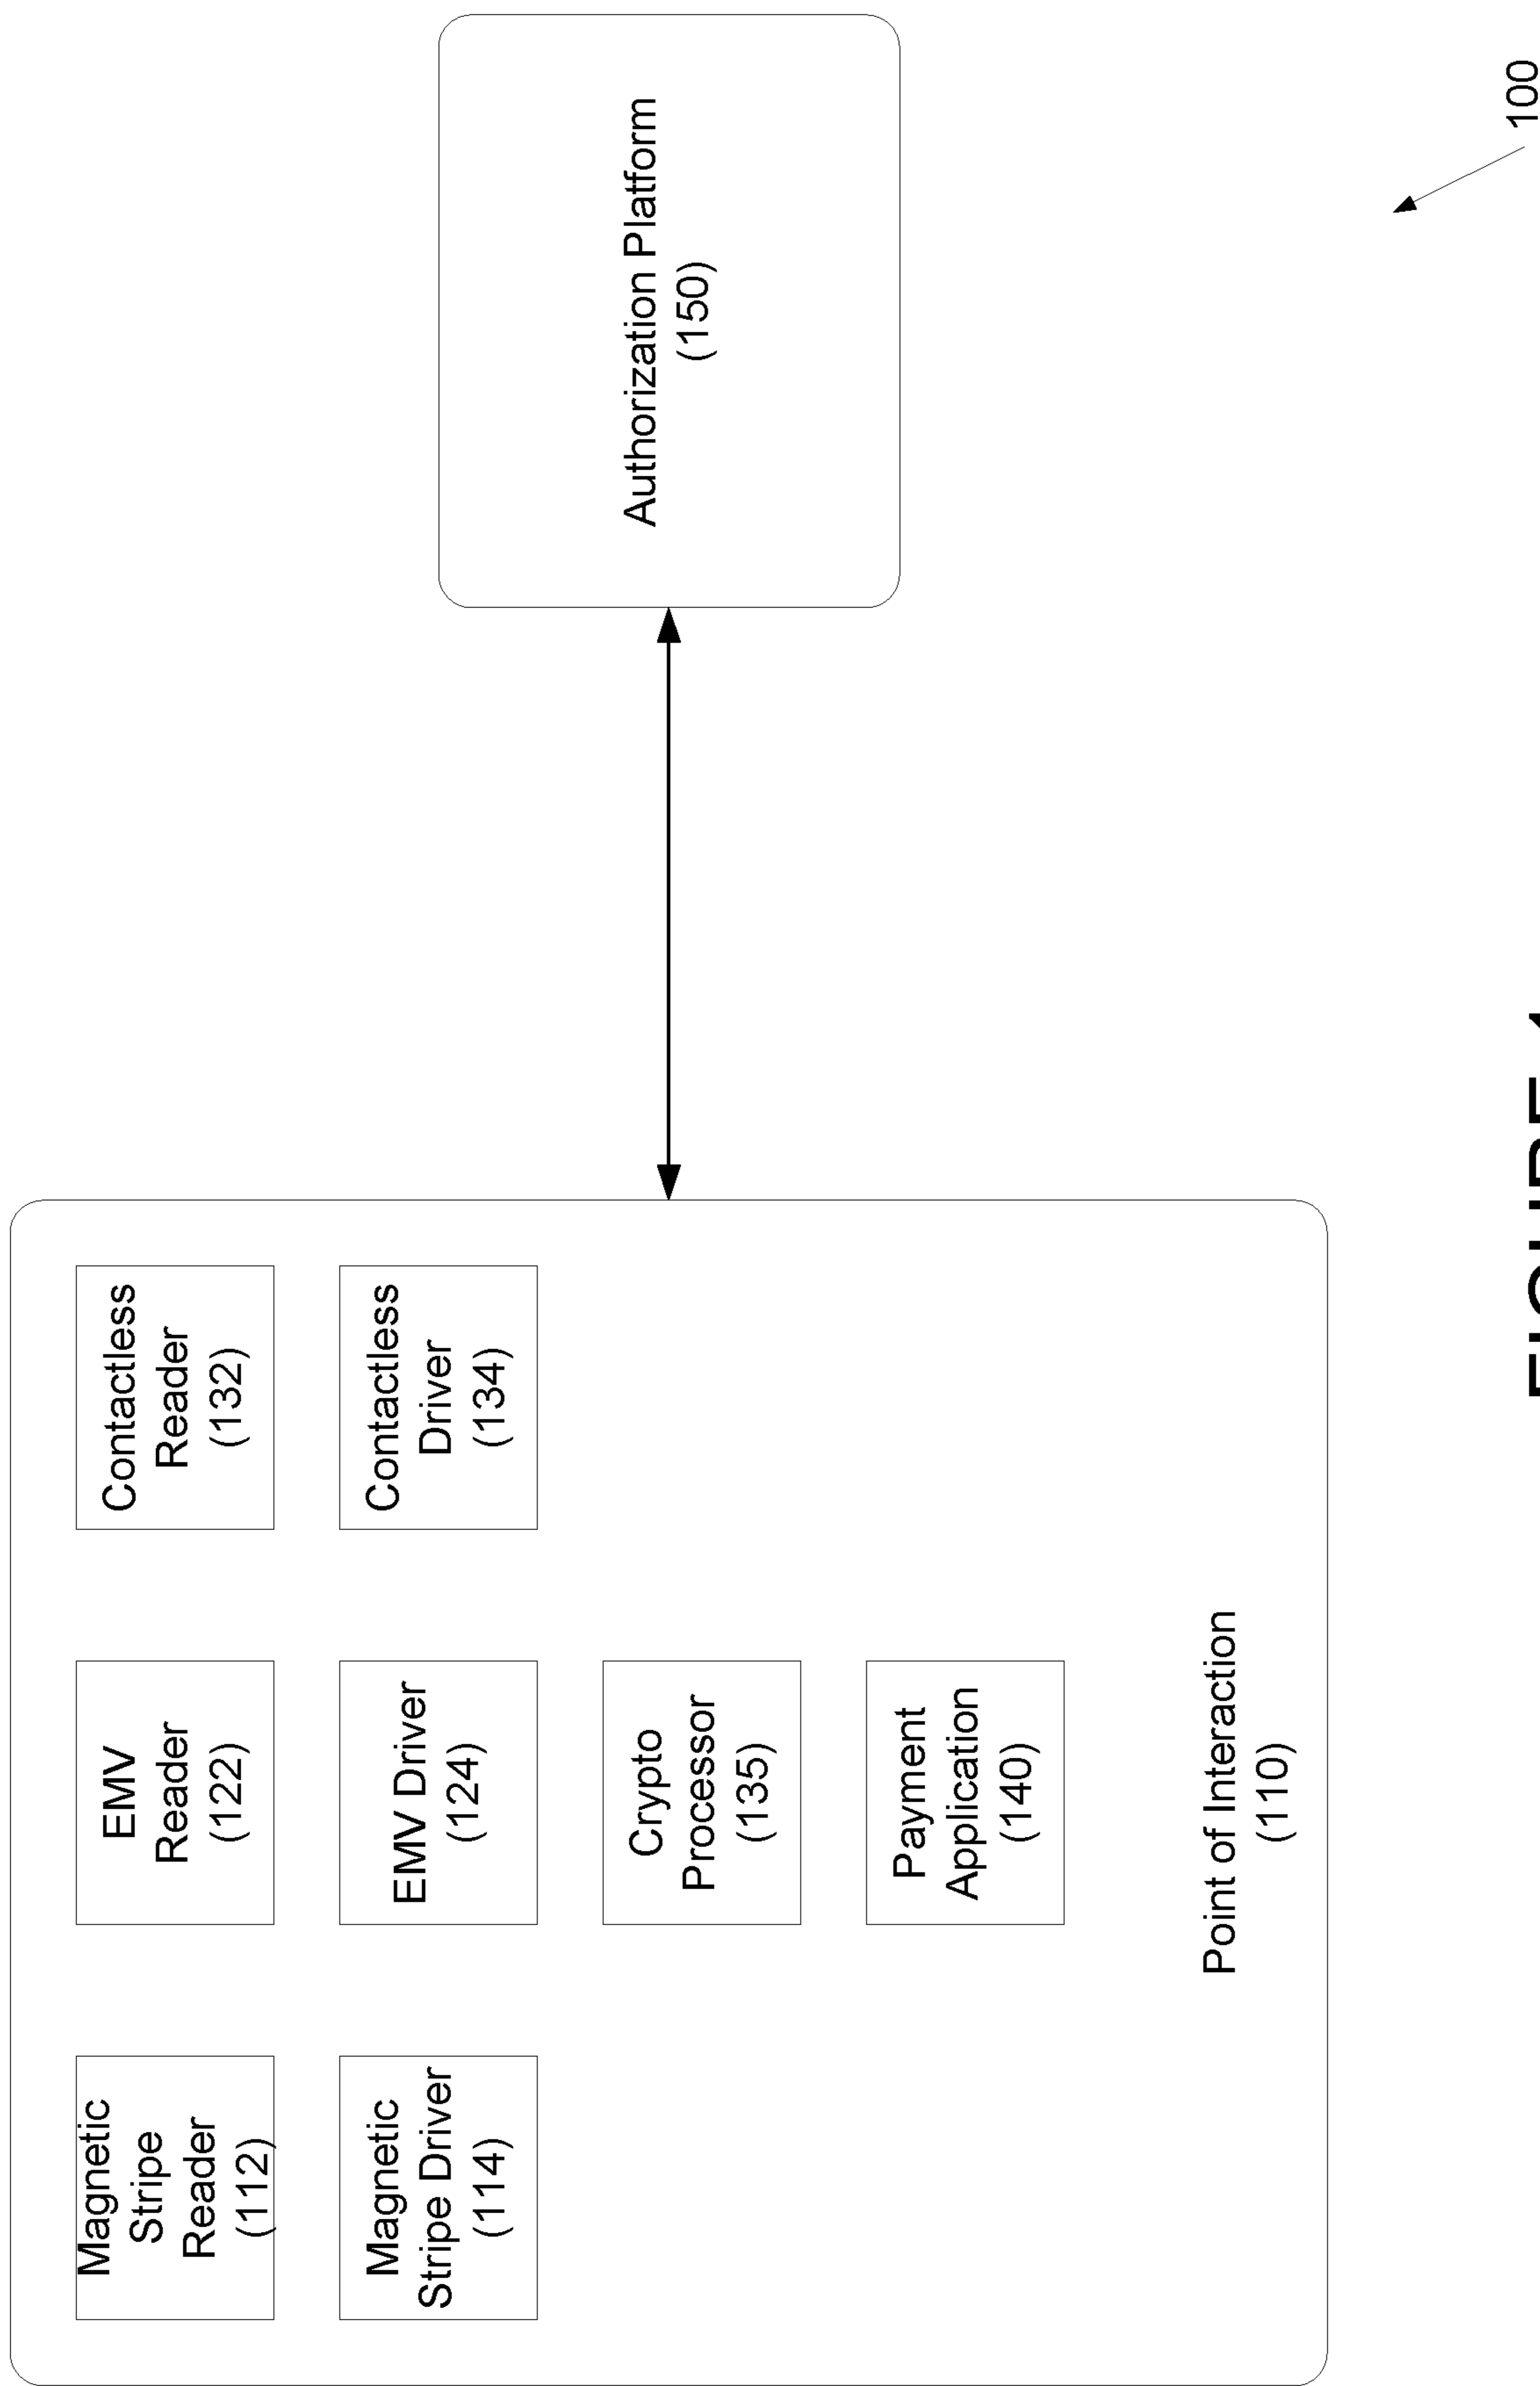 Magnetic
Stripe
Reader
(112)
EMV
Reader
(122)
Contactless
Reader
(132)
Magnetic
Stripe Driver
(114)
EMV Driver
(124)
Contactless
Driver
(134)
Crypto
Processor
(135)
Payment
Application
(140)
Point of Interaction
(110)
Authorization Platform
(150)
100